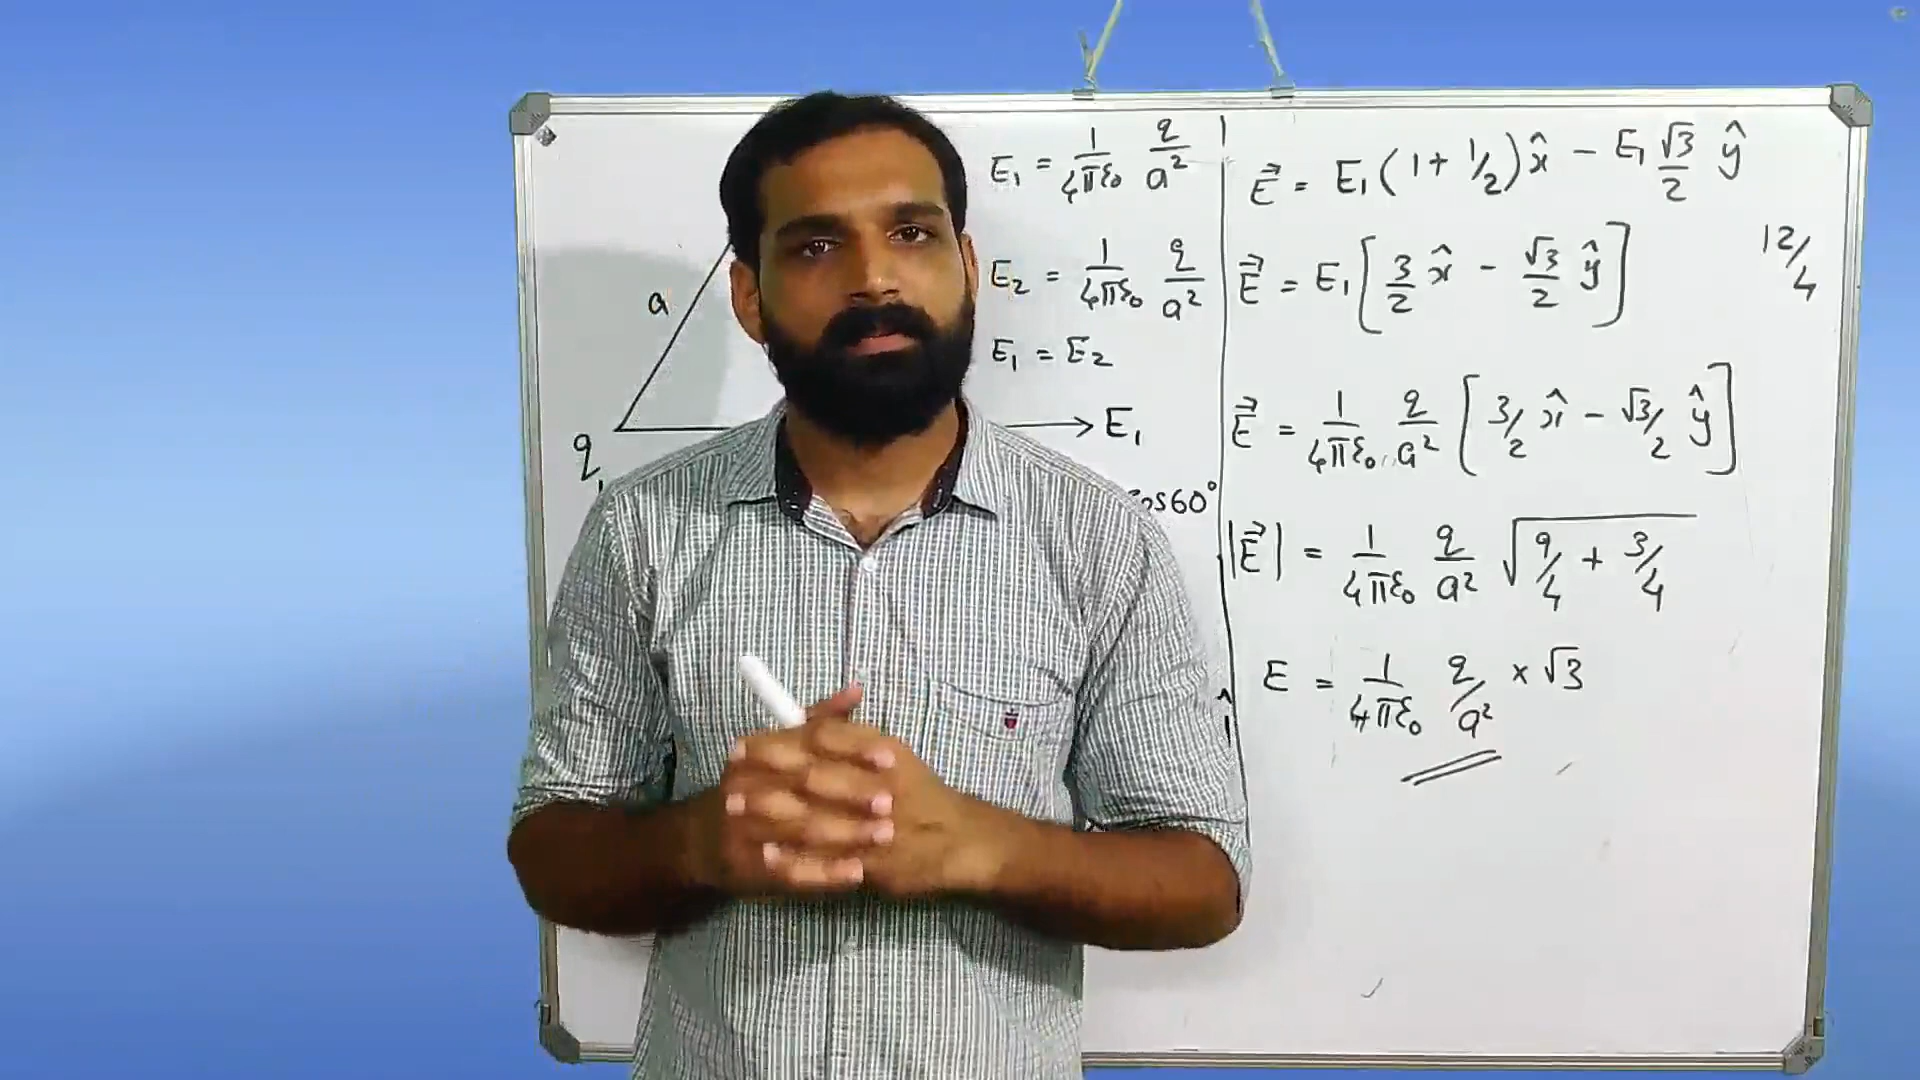 E₁ = 1/4πε₀ q/a²
E₂ = 1/4πε₀ q/a²
E₁ = E₂
a
q
→ E₁
cos60°
E⃗ = E₁(1 + 1/2)x̂ − E₁ √3/2 ŷ
E⃗ = E₁[3/2 x̂ − √3/2 ŷ]
12/4
E⃗ = 1/4πε₀ q/a² [3/2 x̂ − √3/2 ŷ]
|E⃗| = 1/4πε₀ q/a² √(9/4 + 3/4)
E = 1/4πε₀ q/a² × √3